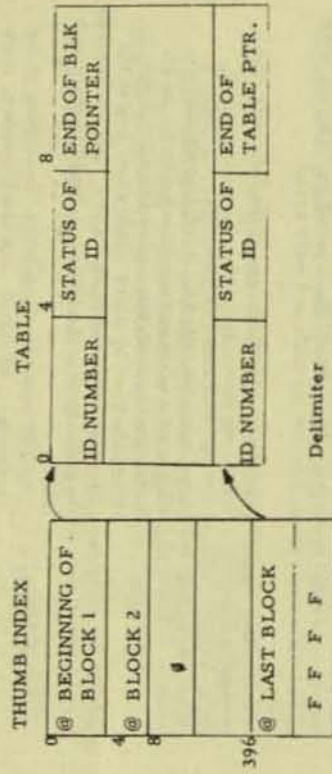 THUMB INDEX
0
@ BEGINNING OF
BLOCK 1
4
@ BLOCK 2
8
ø
396
@ LAST BLOCK
F F F F
TABLE
0 4 8
ID NUMBER STATUS OF ID END OF BLK POINTER
ID NUMBER STATUS OF ID END OF TABLE PTR.
Delimiter